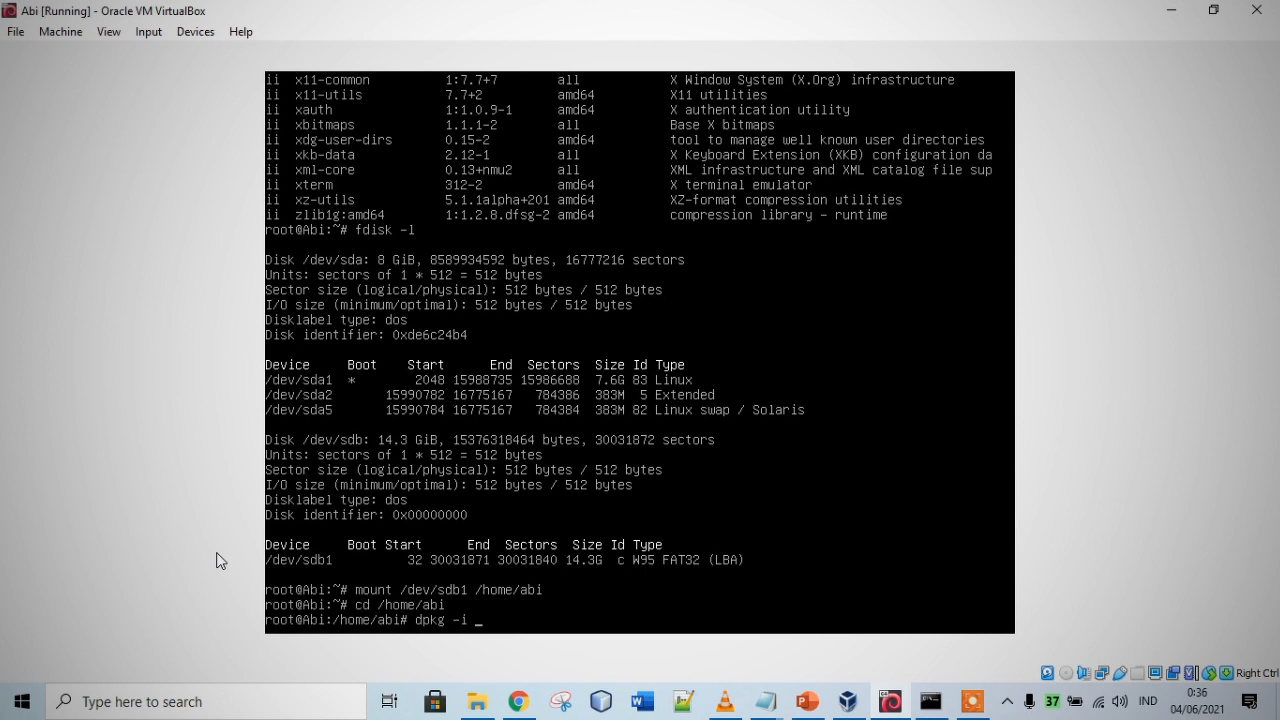 Abi [Running] - Oracle VM VirtualBox
File Machine View Input Devices Help
ii x11-common 1:7.7+7 all X Window System (X.Org) infrastructure
ii x11-utils 7.7+2 amd64 X11 utilities
ii xauth 1:1.0.9-1 amd64 X authentication utility
ii xbitmaps 1.1.1-2 all Base X bitmaps
ii xdg-user-dirs 0.15-2 amd64 tool to manage well known user directories
ii xkb-data 2.12-1 all X Keyboard Extension (XKB) configuration da
ii xml-core 0.13+nmu2 all XML infrastructure and XML catalog file sup
ii xterm 312-2 amd64 X terminal emulator
ii xz-utils 5.1.1alpha+201 amd64 XZ-format compression utilities
ii zlib1g:amd64 1:1.2.8.dfsg-2 amd64 compression library - runtime
root@Abi:~# fdisk -l
Disk /dev/sda: 8 GiB, 8589934592 bytes, 16777216 sectors
Units: sectors of 1 * 512 = 512 bytes
Sector size (logical/physical): 512 bytes / 512 bytes
I/O size (minimum/optimal): 512 bytes / 512 bytes
Disklabel type: dos
Disk identifier: 0xde6c24b4
Device Boot Start End Sectors Size Id Type
/dev/sda1 * 2048 15988735 15986688 7.6G 83 Linux
/dev/sda2 15990782 16775167 784386 383M 5 Extended
/dev/sda5 15990784 16775167 784384 383M 82 Linux swap / Solaris
Disk /dev/sdb: 14.3 GiB, 15376318464 bytes, 30031872 sectors
Units: sectors of 1 * 512 = 512 bytes
Sector size (logical/physical): 512 bytes / 512 bytes
I/O size (minimum/optimal): 512 bytes / 512 bytes
Disklabel type: dos
Disk identifier: 0x00000000
Device Boot Start End Sectors Size Id Type
/dev/sdb1 32 30031871 30031840 14.3G c W95 FAT32 (LBA)
root@Abi:~# mount /dev/sdb1 /home/abi
root@Abi:~# cd /home/abi
root@Abi:/home/abi# dpkg -i _
Right Ctrl
Type here to search
37
IND
0:36
04/06/2021